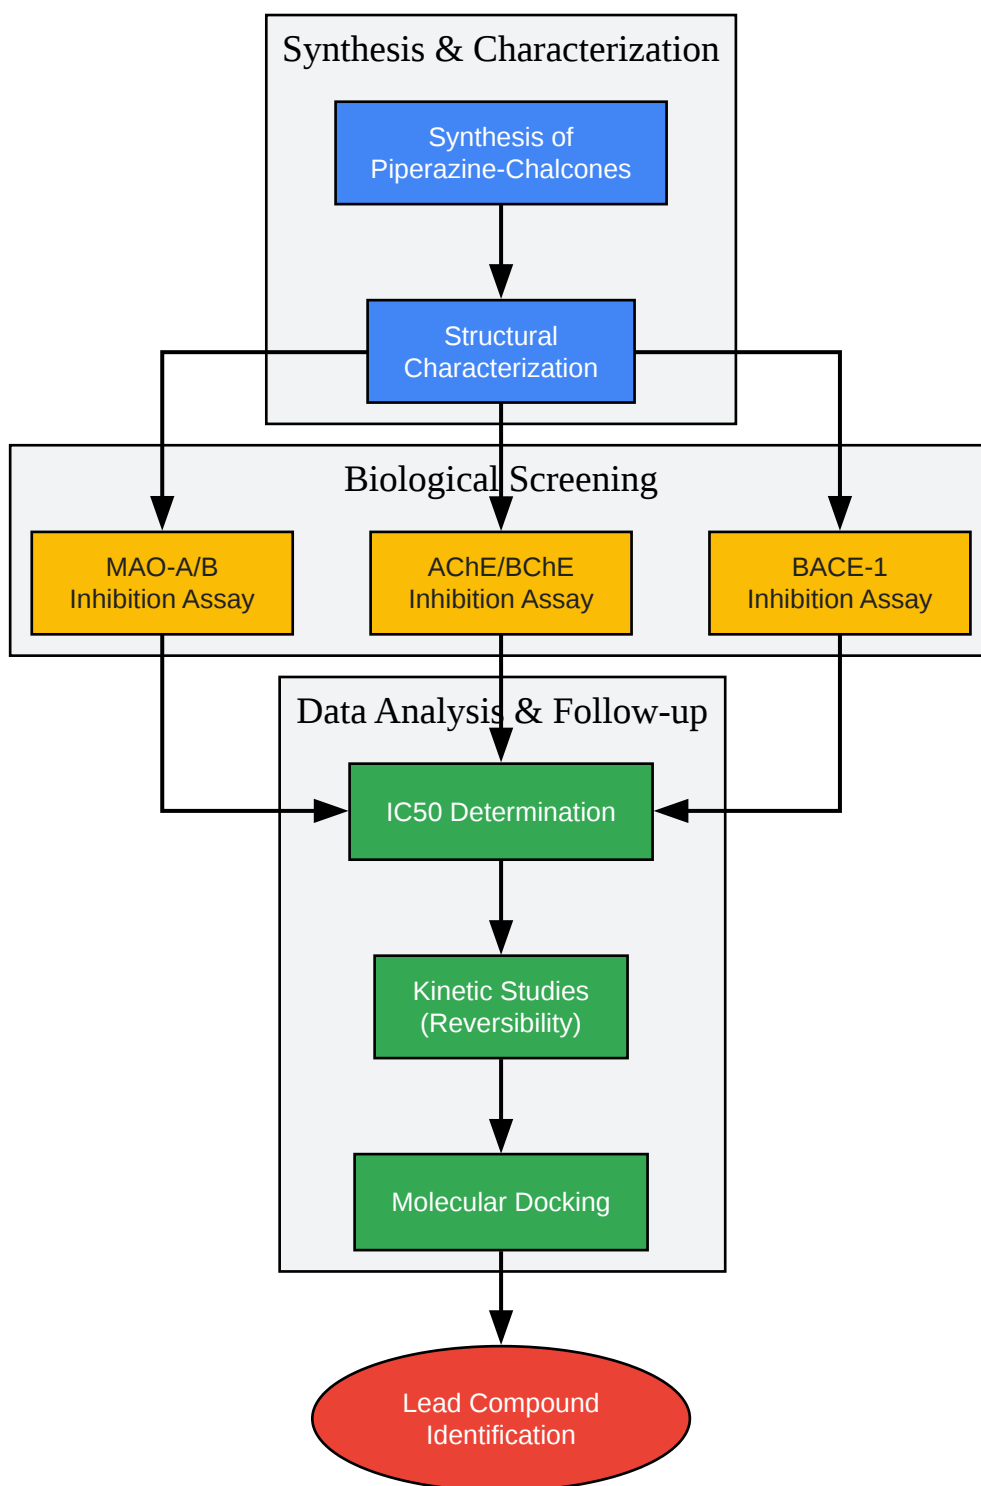 Synthesis & Characterization
Synthesis of
Piperazine-Chalcones
Structural
Characterization
Biological Screening
MAO-A/B
Inhibition Assay
AChE/BChE
Inhibition Assay
BACE-1
Inhibition Assay
Data Analysis & Follow-up
IC50 Determination
Kinetic Studies
(Reversibility)
Molecular Docking
Lead Compound
Identification